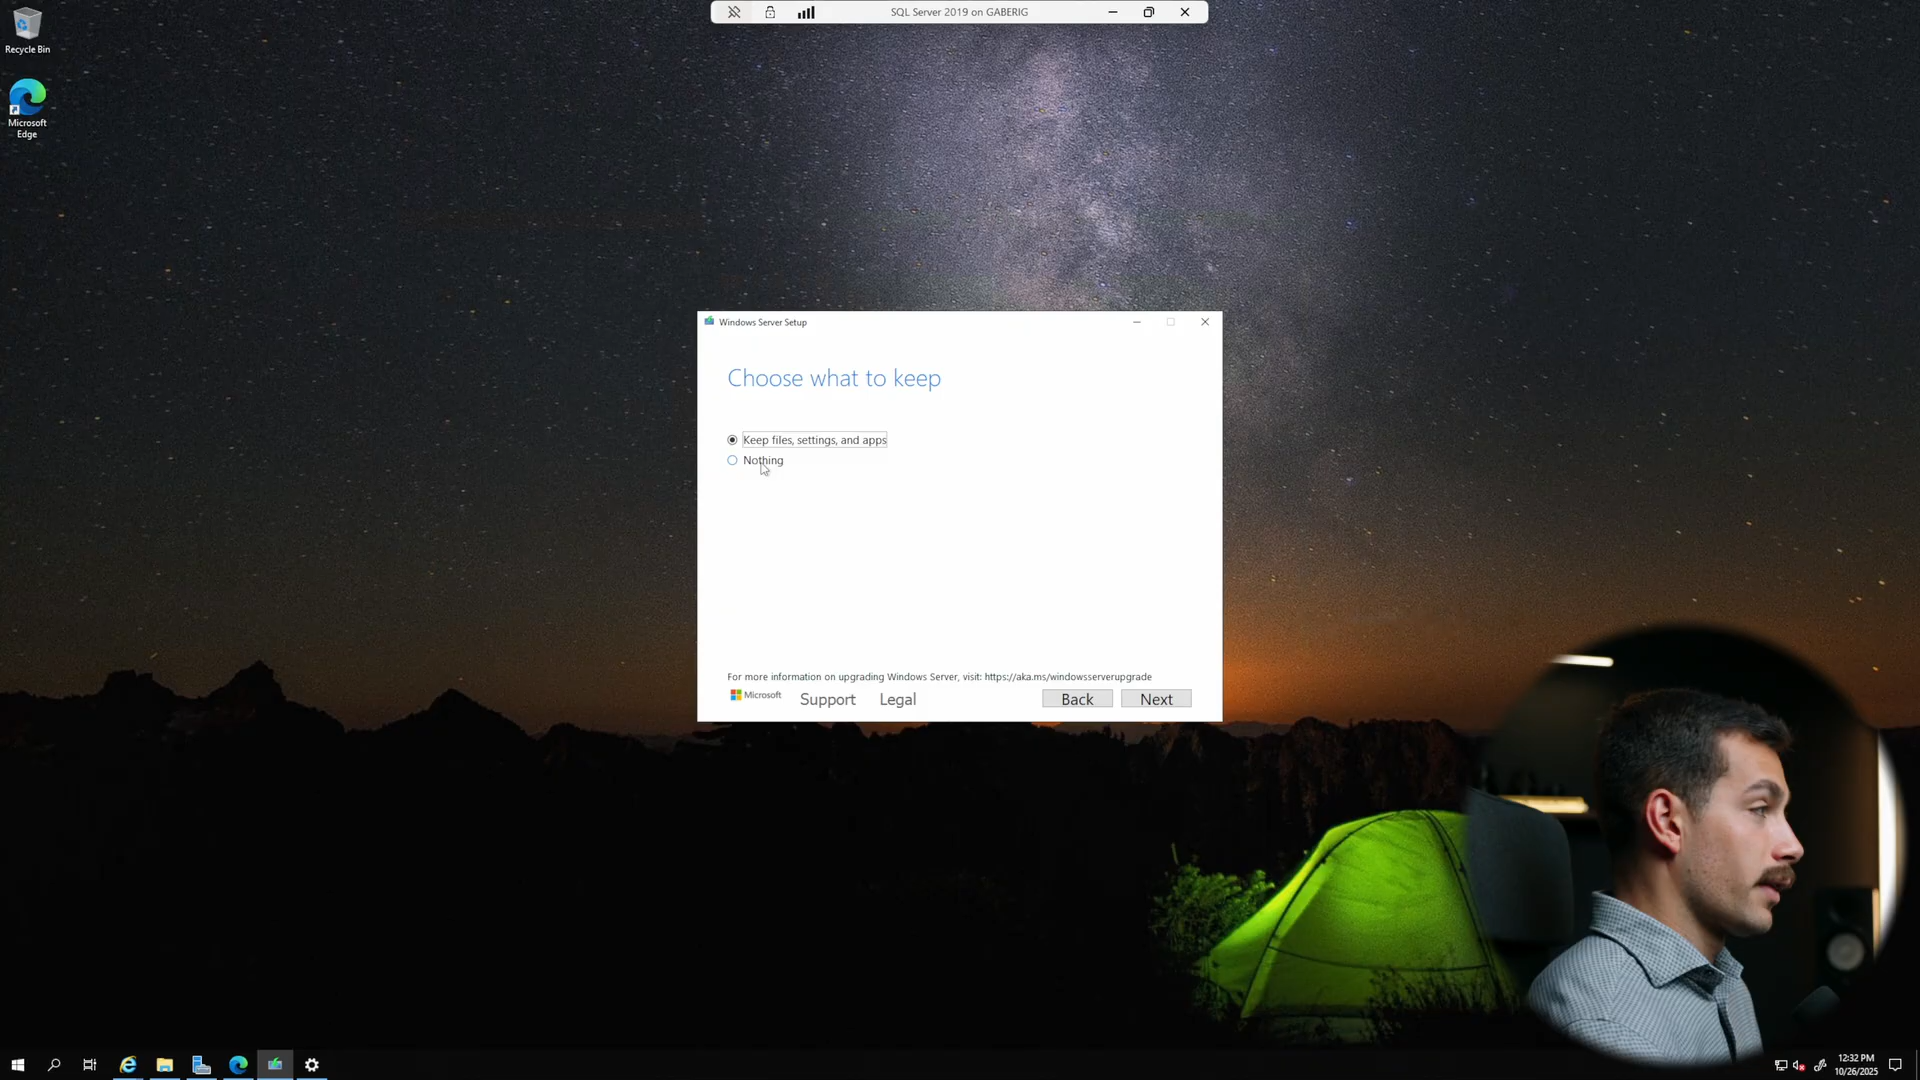 SQL Server 2019 on GABERIG
Recycle Bin
Microsoft
Edge
Windows Server Setup
Choose what to keep
Keep files, settings, and apps
Nothing
For more information on upgrading Windows Server, visit: https://aka.ms/windowsserverupgrade
Microsoft Support Legal Back Next
12:32 PM
10/26/2025